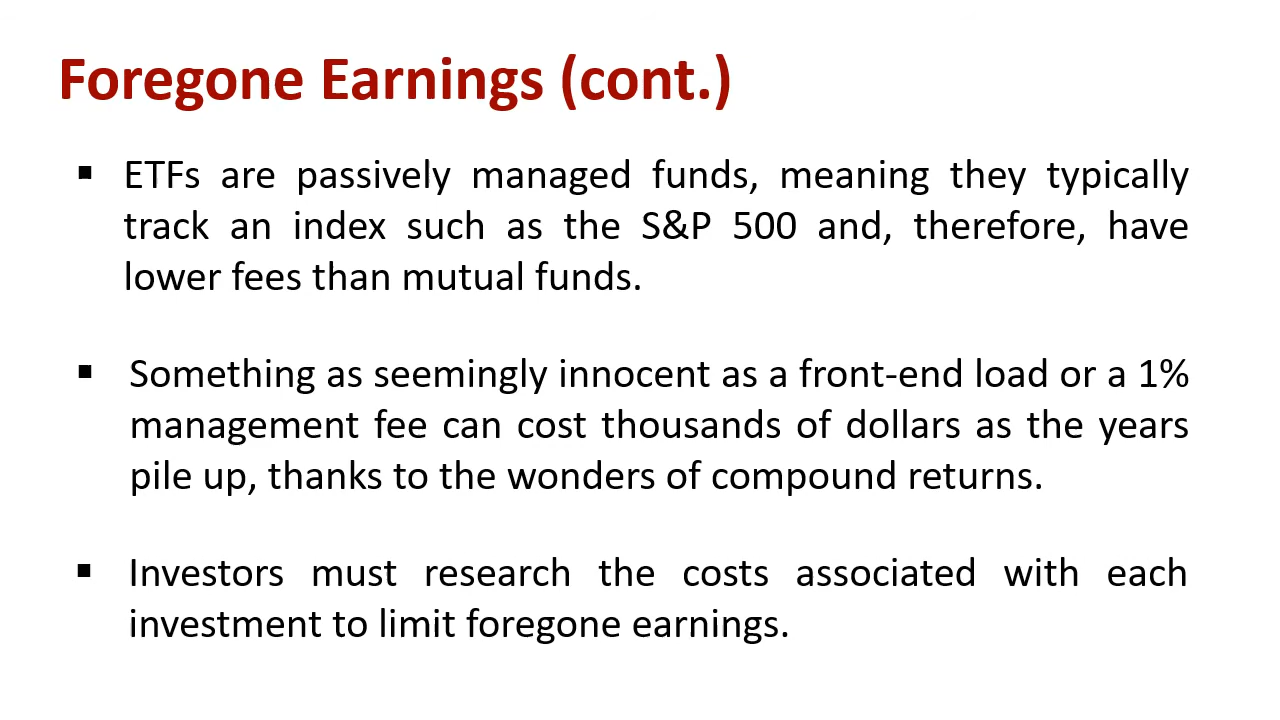 Foregone Earnings (cont.)
▪ ETFs are passively managed funds, meaning they typically
track an index such as the S&P 500 and, therefore, have
lower fees than mutual funds.
▪ Something as seemingly innocent as a front-end load or a 1%
management fee can cost thousands of dollars as the years
pile up, thanks to the wonders of compound returns.
▪ Investors must research the costs associated with each
investment to limit foregone earnings.